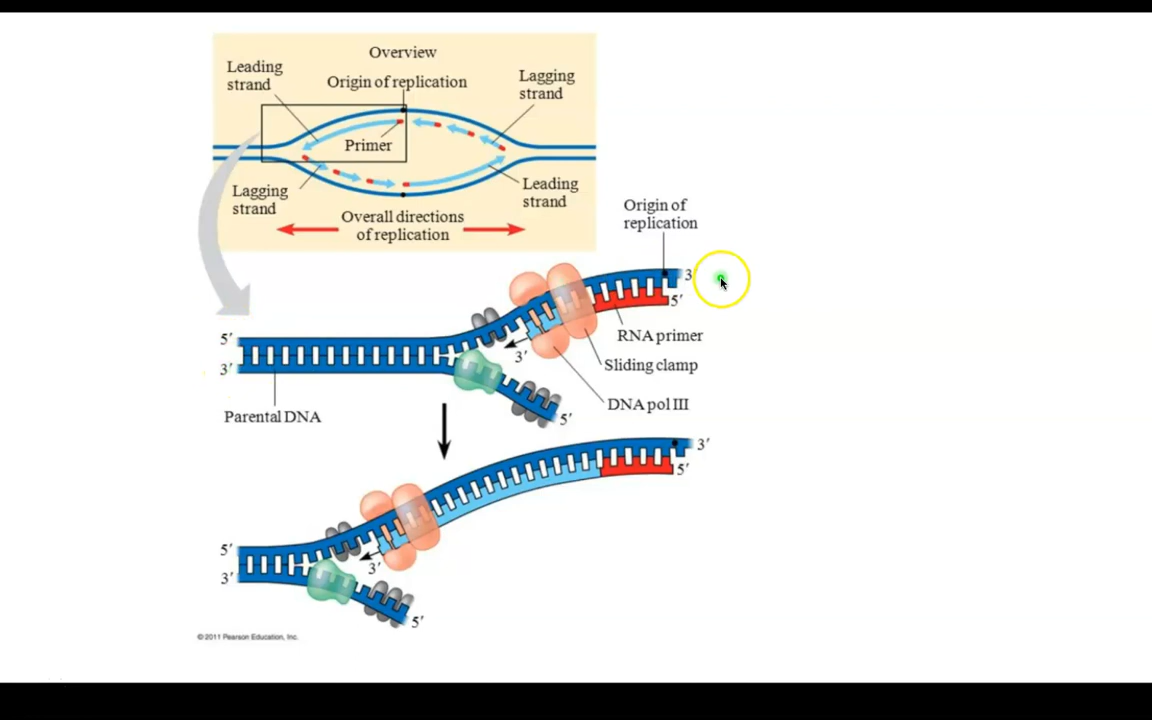 Overview
Leading
strand
Origin of replication
Lagging
strand
Primer
Lagging
strand
Leading
strand
Overall directions
of replication
Origin of
replication
3
5′
RNA primer
5′
3′
3′
Sliding clamp
DNA pol III
Parental DNA
5′
3′
5′
5′
3′
3′
5′
© 2011 Pearson Education, Inc.